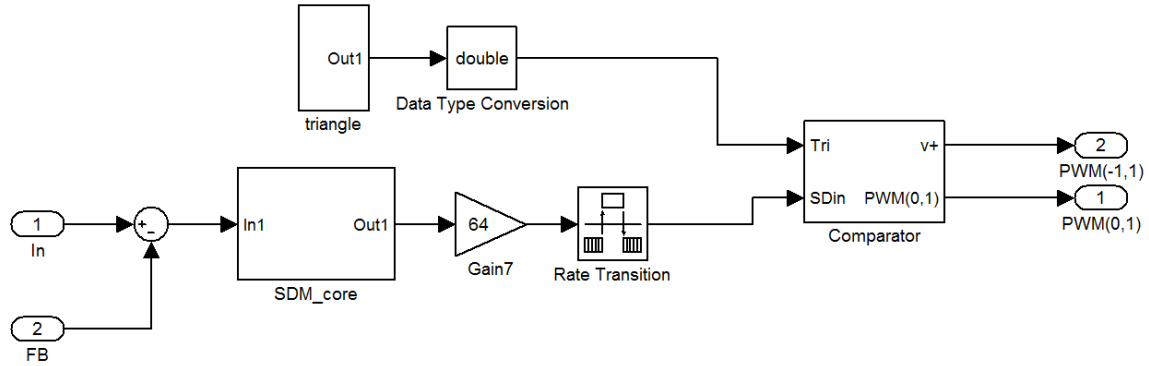 Out1
triangle
double
Data Type Conversion
Tri
v+
SDin
PWM(0,1)
Comparator
2
PWM(-1,1)
1
PWM(0,1)
1
In
+
−
In1
Out1
SDM_core
64
Gain7
Rate Transition
2
FB